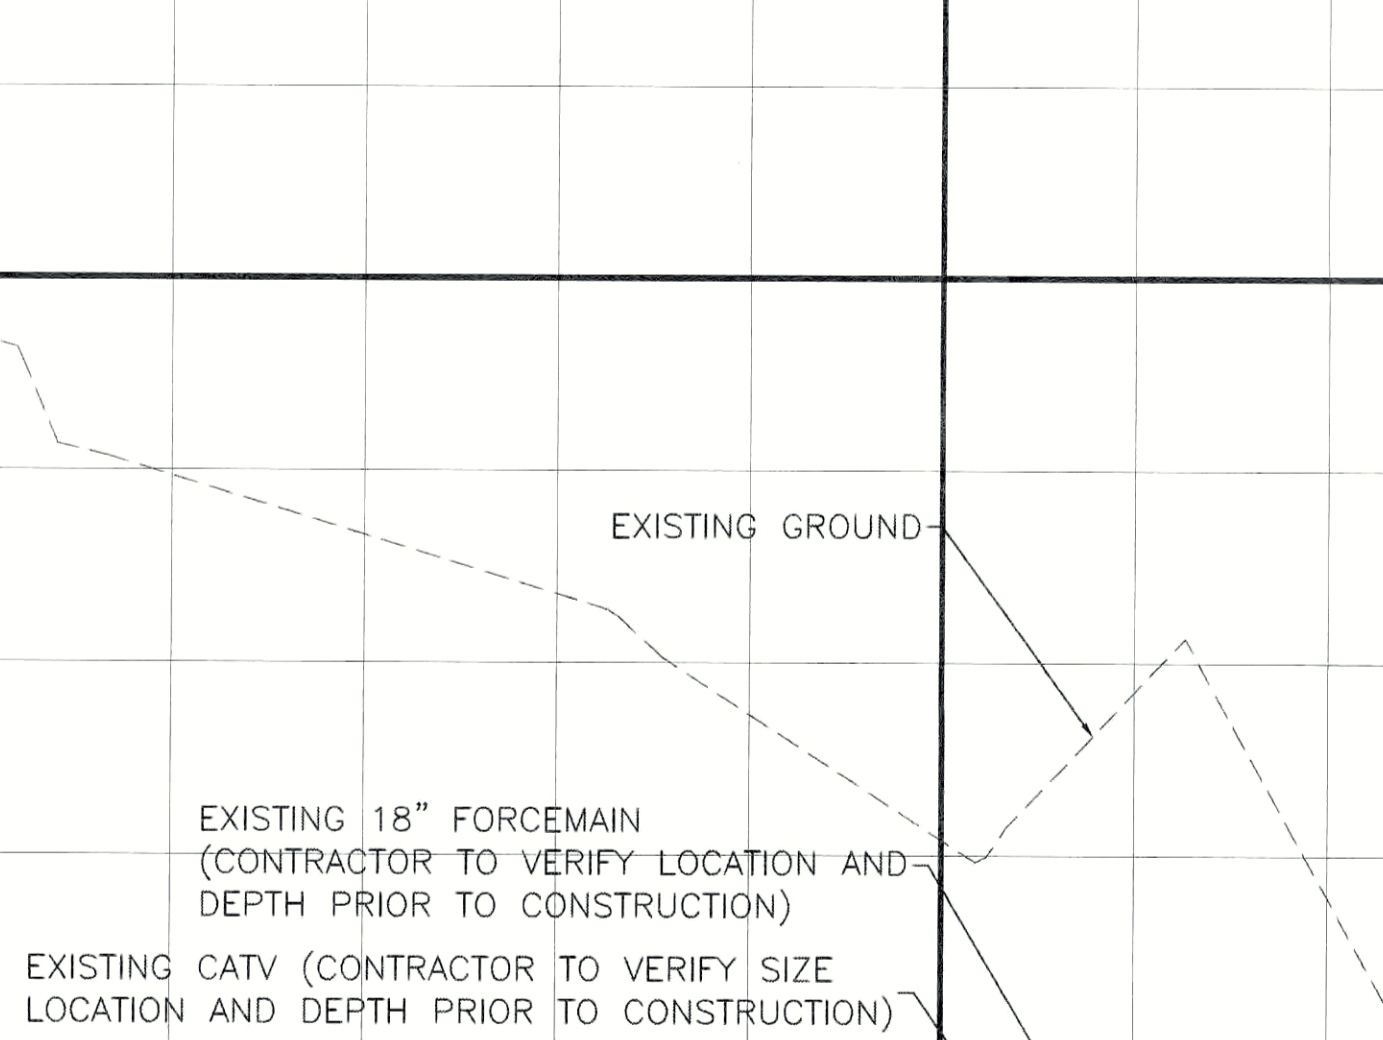 EXISTING GROUND
EXISTING 18" FORCEMAIN
(CONTRACTOR TO VERIFY LOCATION AND
DEPTH PRIOR TO CONSTRUCTION)
EXISTING CATV (CONTRACTOR TO VERIFY SIZE
LOCATION AND DEPTH PRIOR TO CONSTRUCTION)